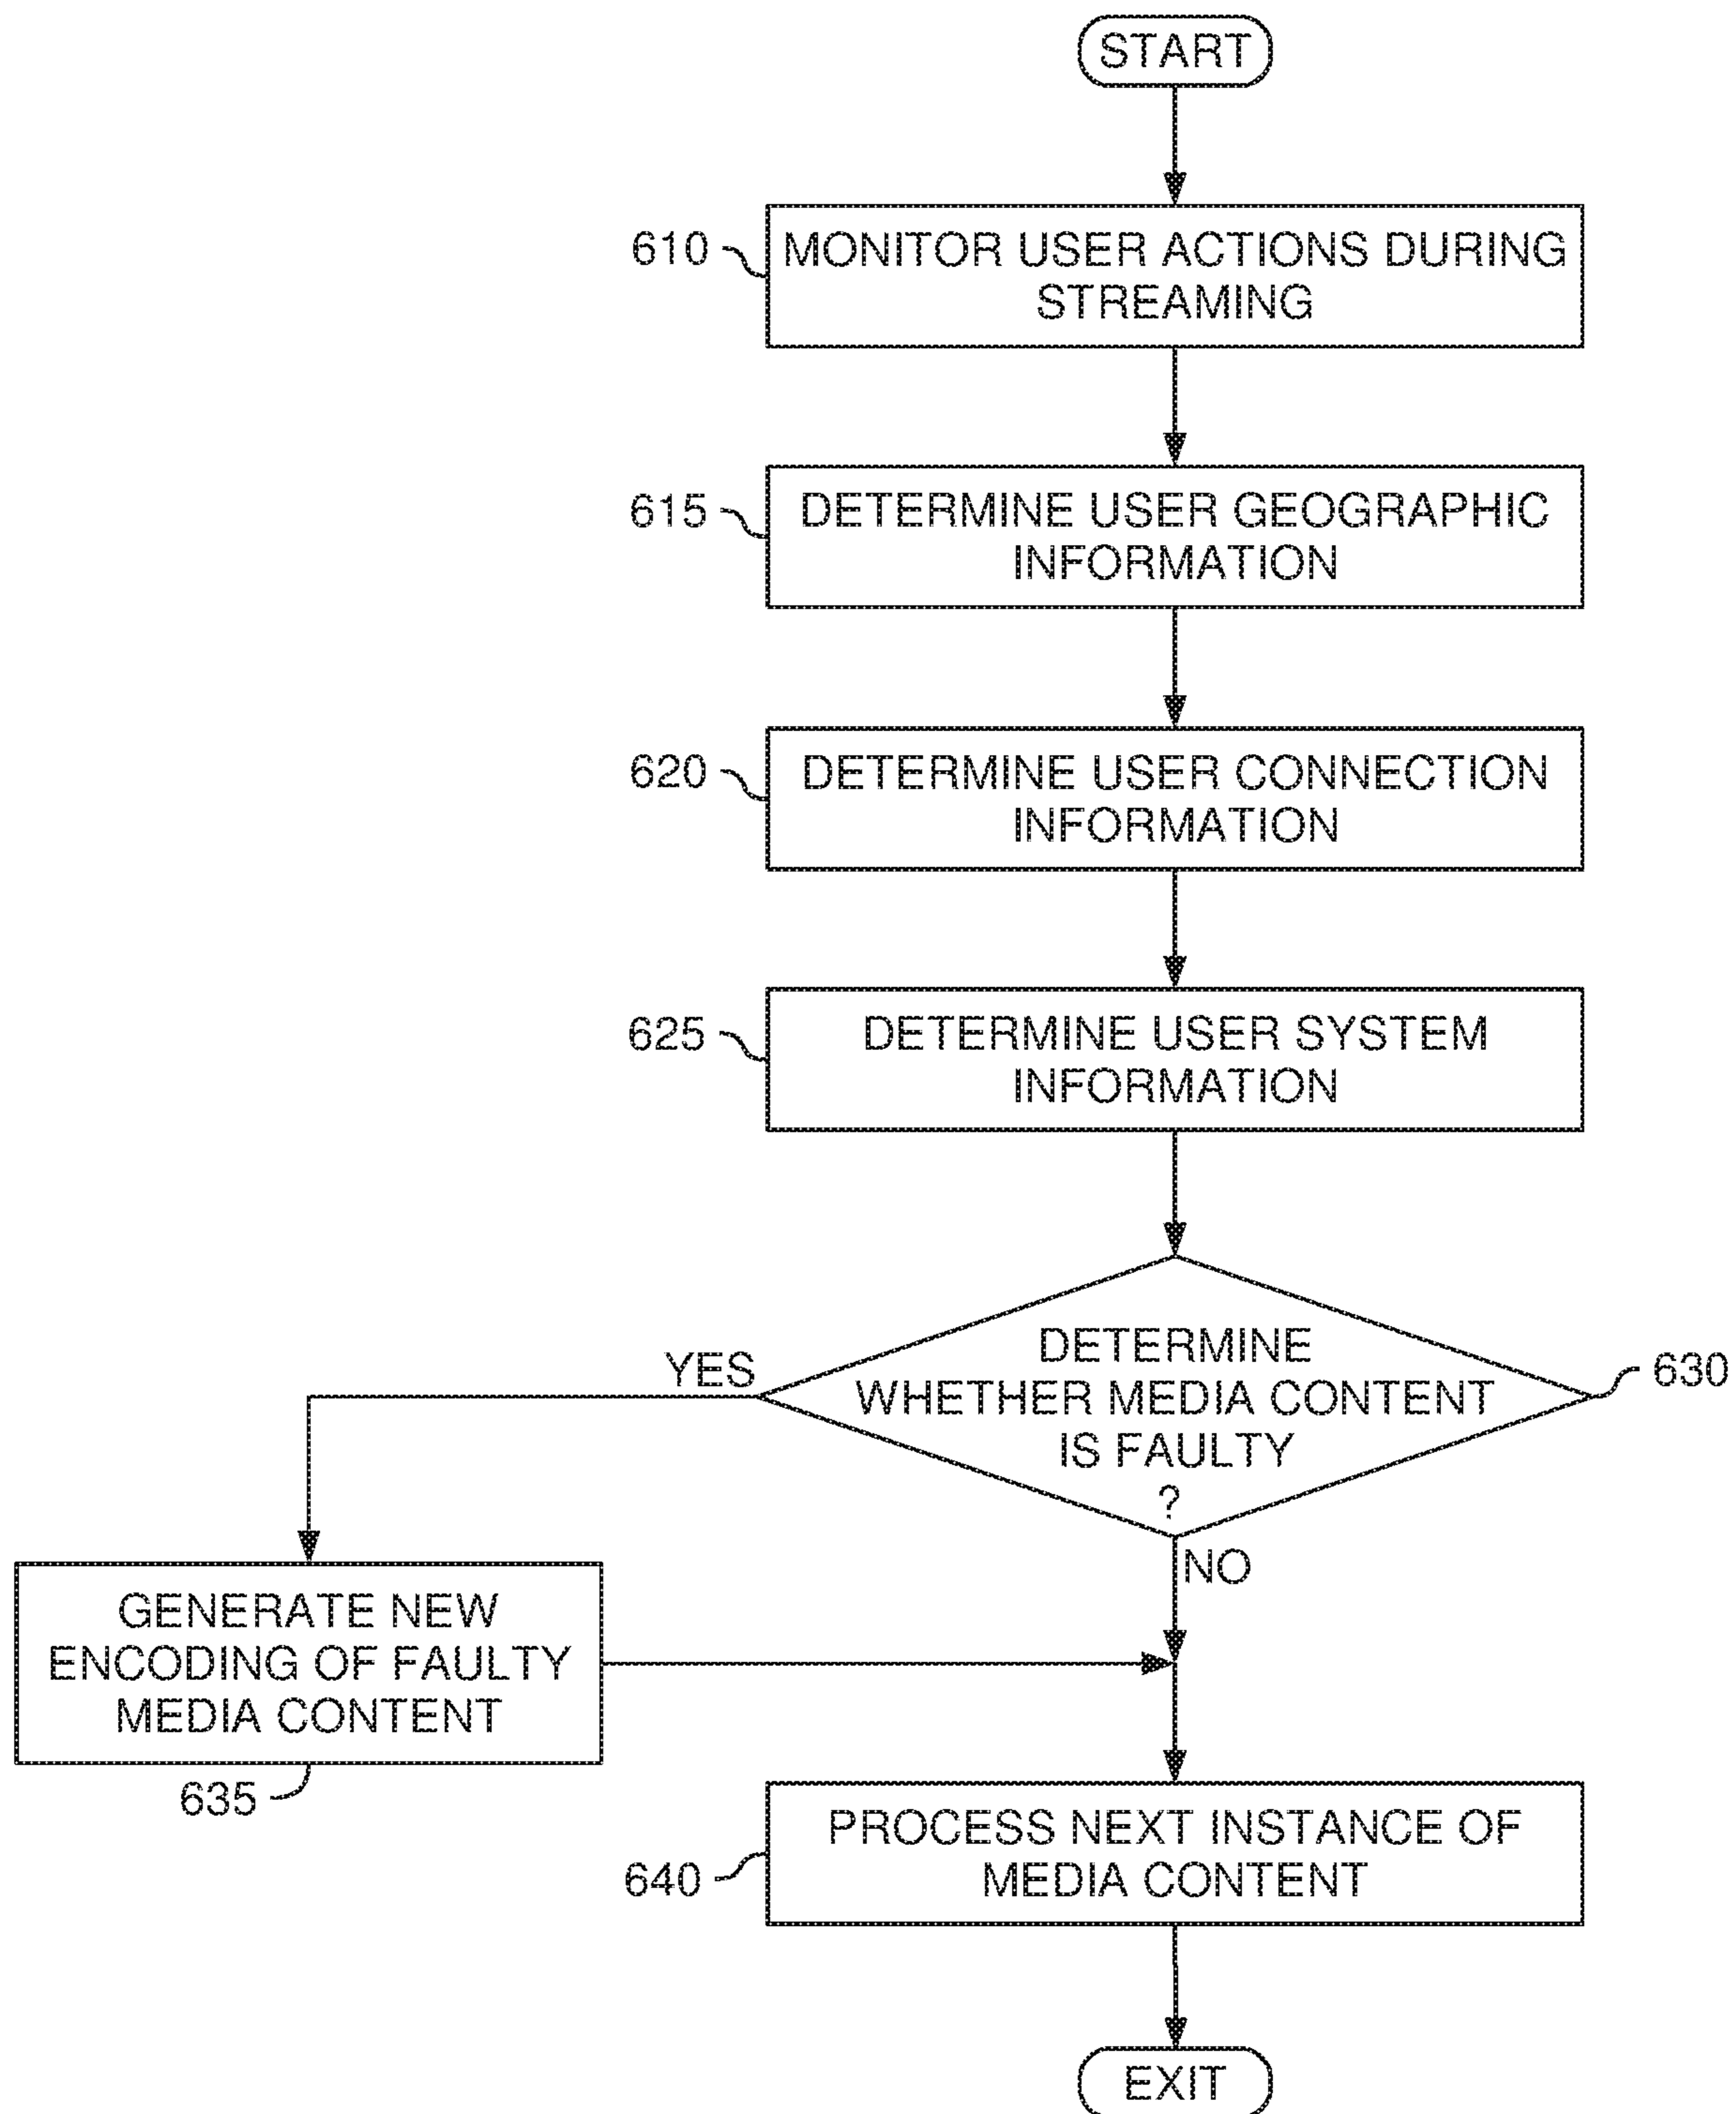 START
610
MONITOR USER ACTIONS DURING
STREAMING
615
DETERMINE USER GEOGRAPHIC
INFORMATION
620
DETERMINE USER CONNECTION
INFORMATION
625
DETERMINE USER SYSTEM
INFORMATION
DETERMINE
WHETHER MEDIA CONTENT
IS FAULTY
?
630
YES
NO
GENERATE NEW
ENCODING OF FAULTY
MEDIA CONTENT
635
PROCESS NEXT INSTANCE OF
MEDIA CONTENT
640
EXIT